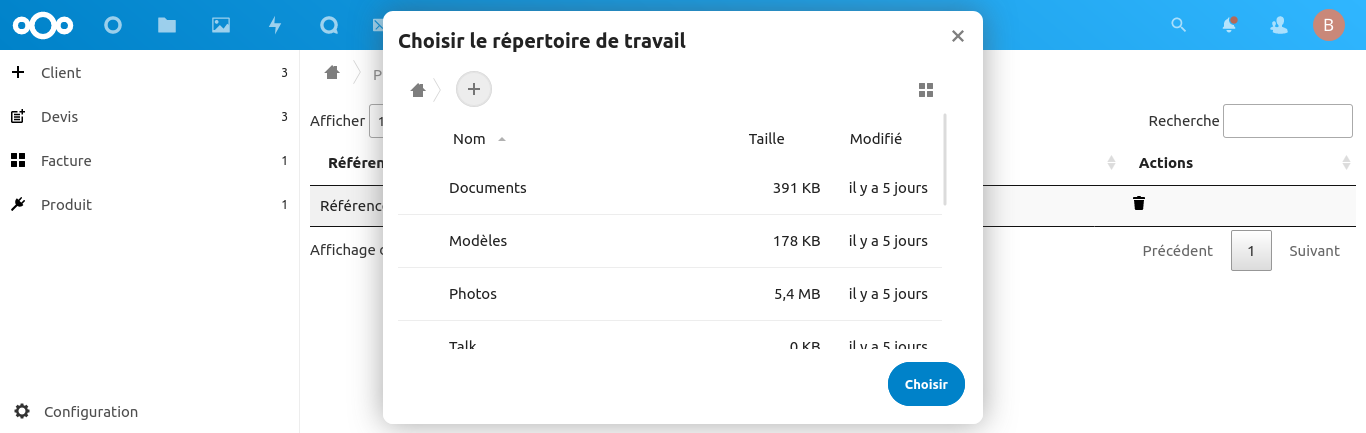 B
Choisir le répertoire de travail
Client 3
Devis 3
Facture 1
Produit 1
Configuration
P
Afficher 1
Recherche
Référen
Actions
Référenc
Affichage
Précédent 1 Suivant
Nom Taille Modifié
Documents 391 KB il y a 5 jours
Modèles 178 KB il y a 5 jours
Photos 5,4 MB il y a 5 jours
Talk 0 KB il y a 5 jours
Choisir